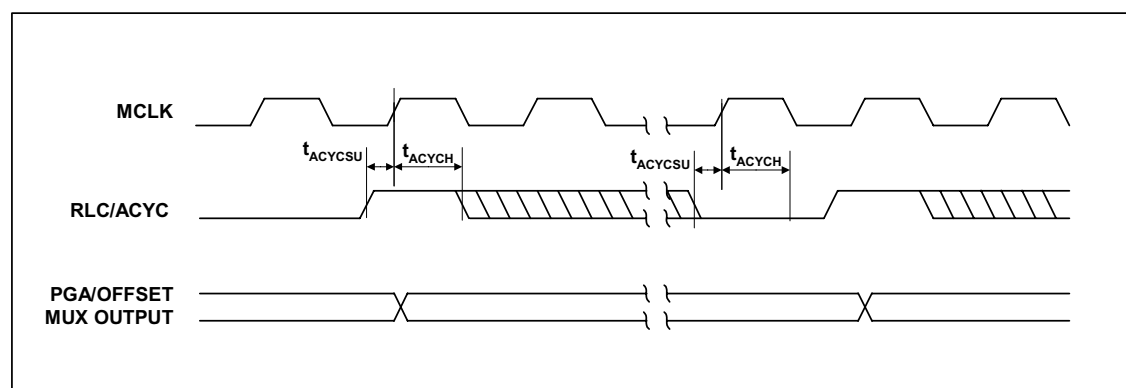 MCLK
tACYCSU
tACYCH
tACYCSU
tACYCH
RLC/ACYC
PGA/OFFSET
MUX OUTPUT